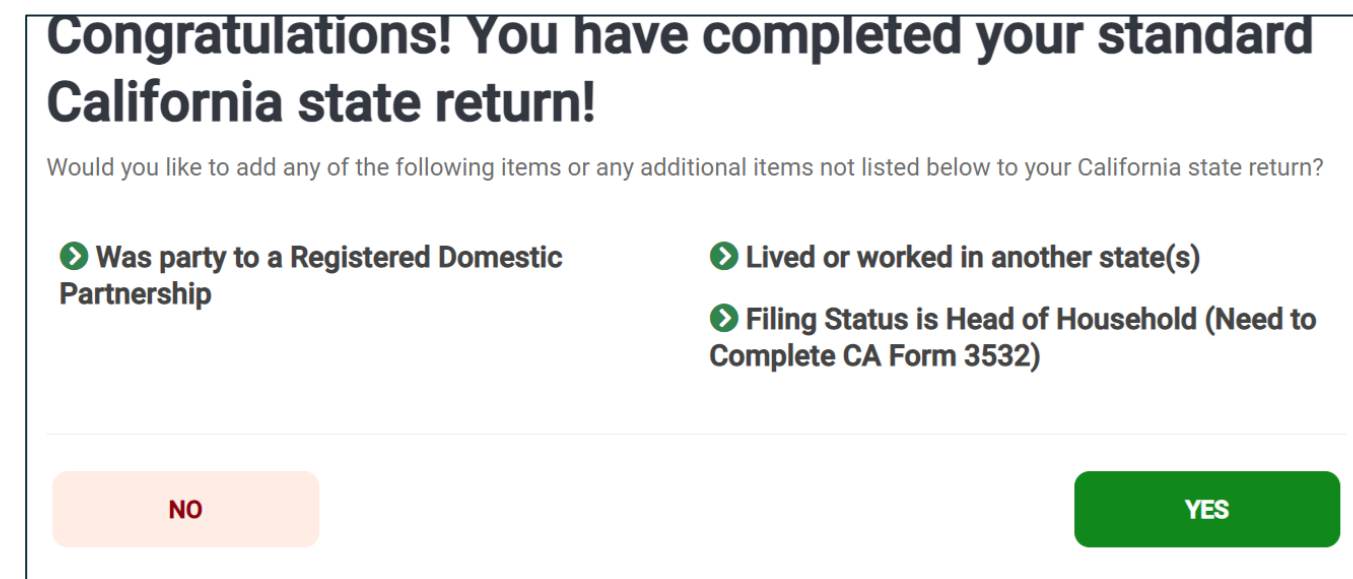 Congratulations! You have completed your standard
California state return!
Would you like to add any of the following items or any additional items not listed below to your California state return?
Was party to a Registered Domestic
Partnership
Lived or worked in another state(s)
Filing Status is Head of Household (Need to
Complete CA Form 3532)
NO
YES